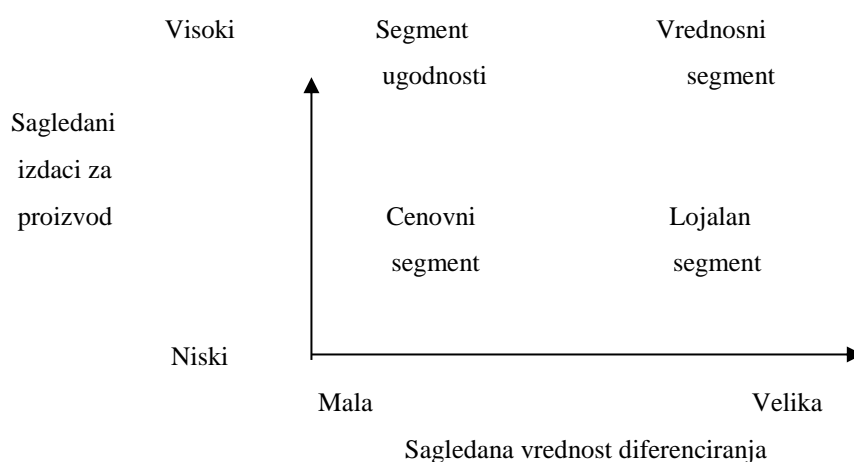 Visoki Segment Vrednosni
ugodnosti segment
Sagledani
izdaci za
proizvod Cenovni Lojalan
segment segment
Niski
Mala Velika
Sagledana vrednost diferenciranja